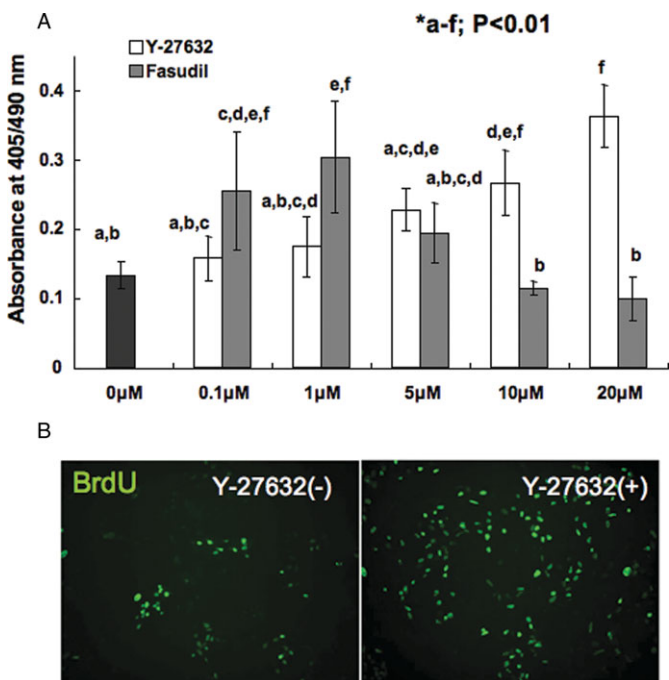 A
*a-f; P<0.01
Y-27632
Fasudil
Absorbance at 405/490 nm
0.4
0.3
0.2
0.1
0
a,b
a,b,c
c,d,e,f
a,b,c,d
e,f
a,c,d,e
a,b,c,d
d,e,f
b
f
b
0µM
0.1µM
1µM
5µM
10µM
20µM
B
BrdU
Y-27632(-)
Y-27632(+)